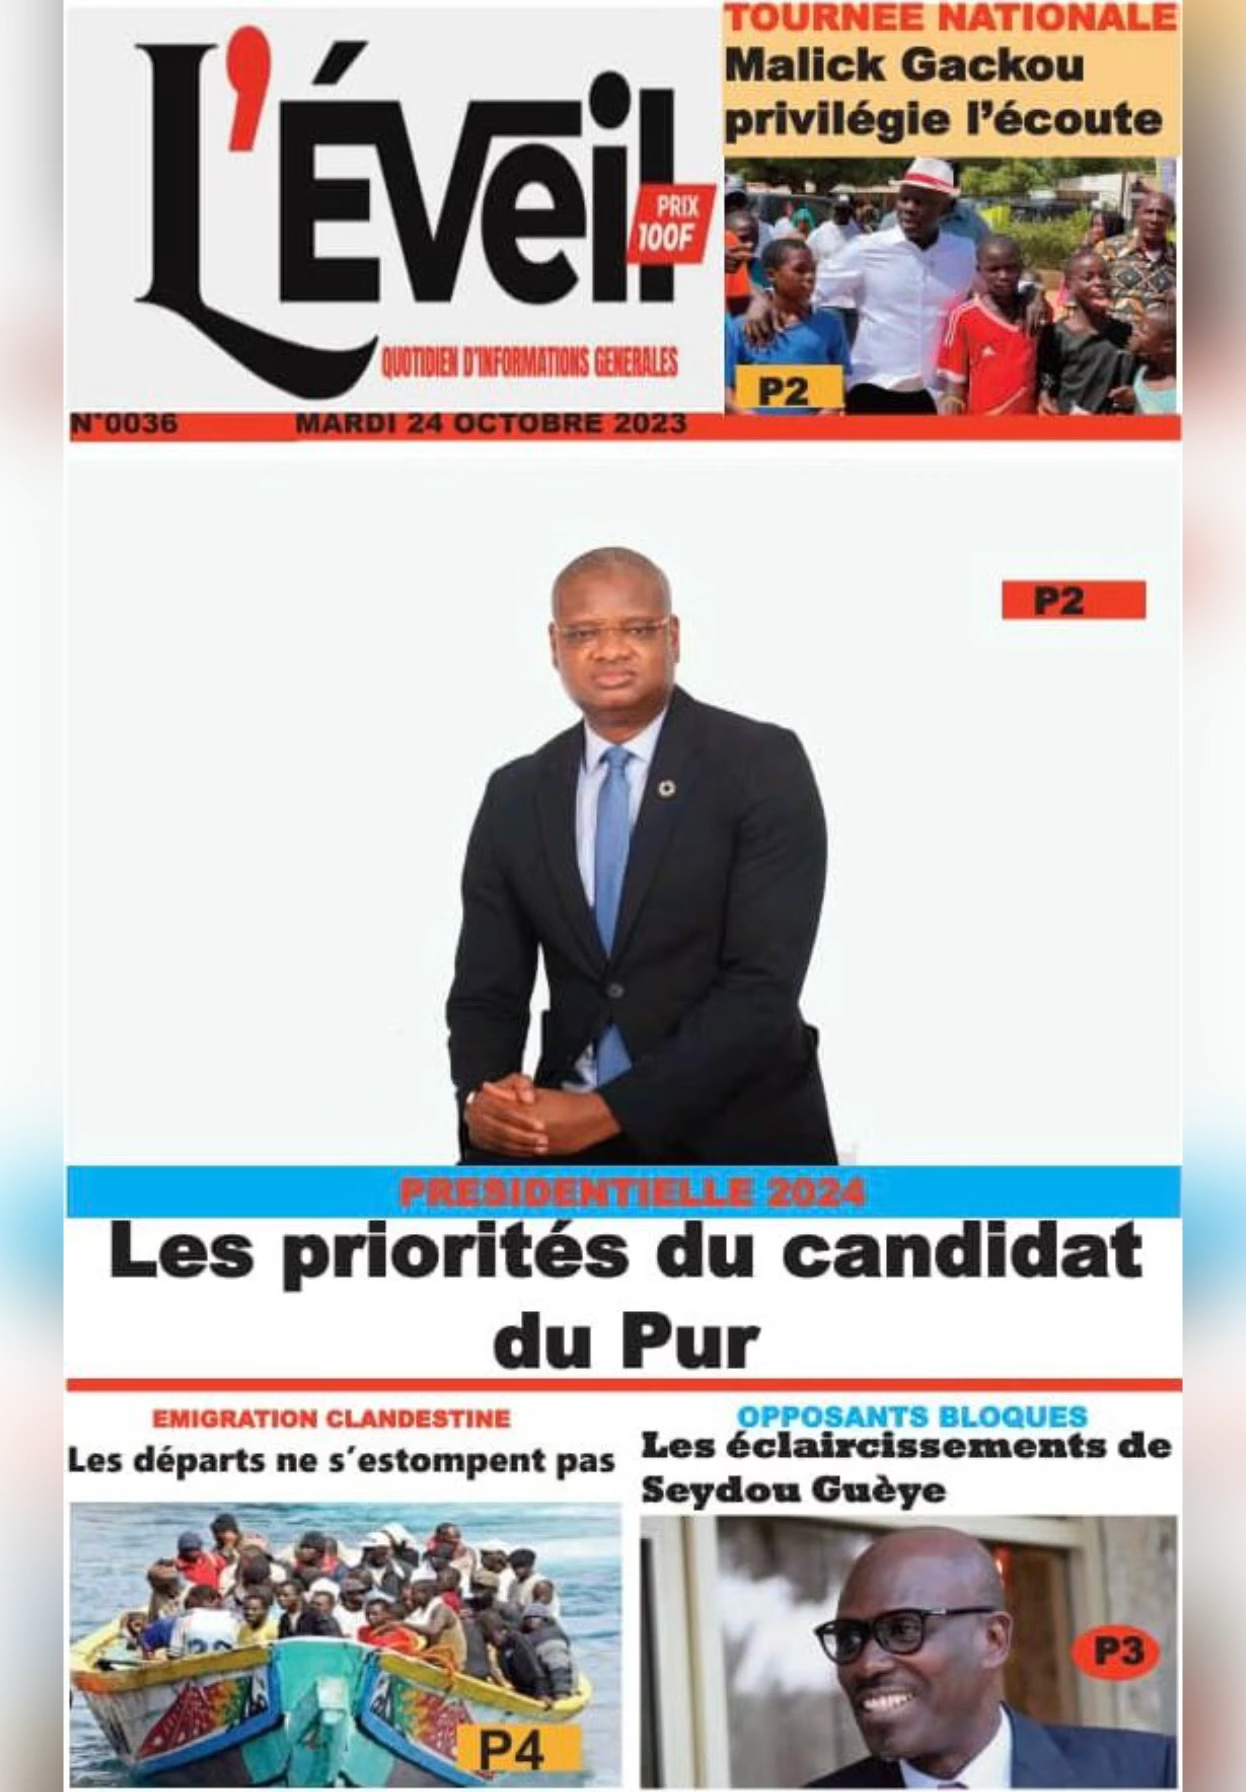 L'Éveil
PRIX
100F
QUOTIDIEN D'INFORMATIONS GENERALES
TOURNEE NATIONALE
Malick Gackou
privilégie l'écoute
P2
N°0036 MARDI 24 OCTOBRE 2023
P2
PRESIDENTIELLE 2024
Les priorités du candidat
du Pur
EMIGRATION CLANDESTINE
Les départs ne s´estompent pas
P4
OPPOSANTS BLOQUES
Les éclaircissements de
Seydou Guèye
P3